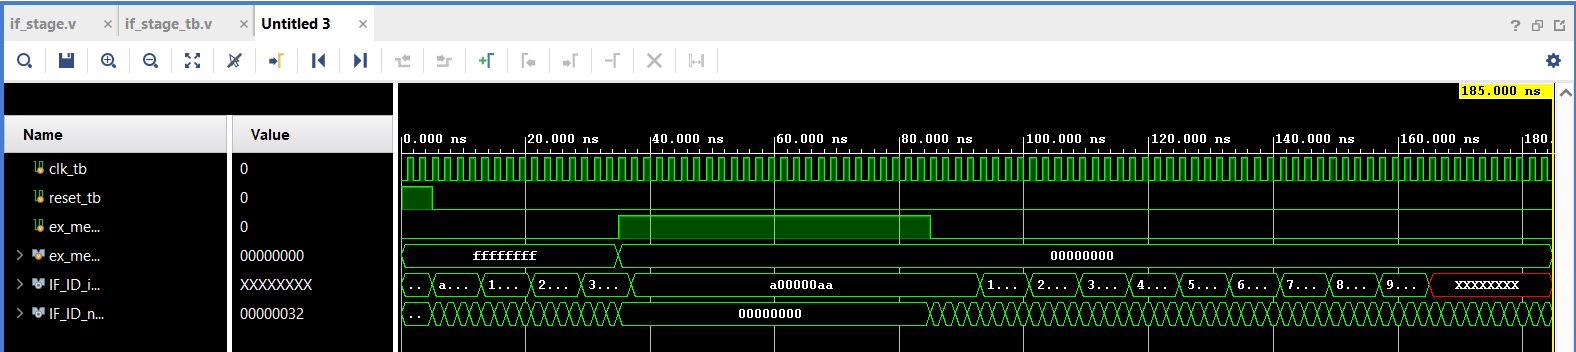 if_stage.v × if_stage_tb.v × Untitled 3 × ?
185.000 ns
Name Value
0.000 ns 20.000 ns 40.000 ns 60.000 ns 80.000 ns 100.000 ns 120.000 ns 140.000 ns 160.000 ns 180.
clk_tb 0
reset_tb 0
ex_me... 0
ex_me... 00000000 ffffffff 00000000
IF_ID_i... XXXXXXXX .. a... 1... 2... 3... a00000aa 1... 2... 3... 4... 5... 6... 7... 8... 9... XXXXXXXX
IF_ID_n... 00000032 .. 00000000